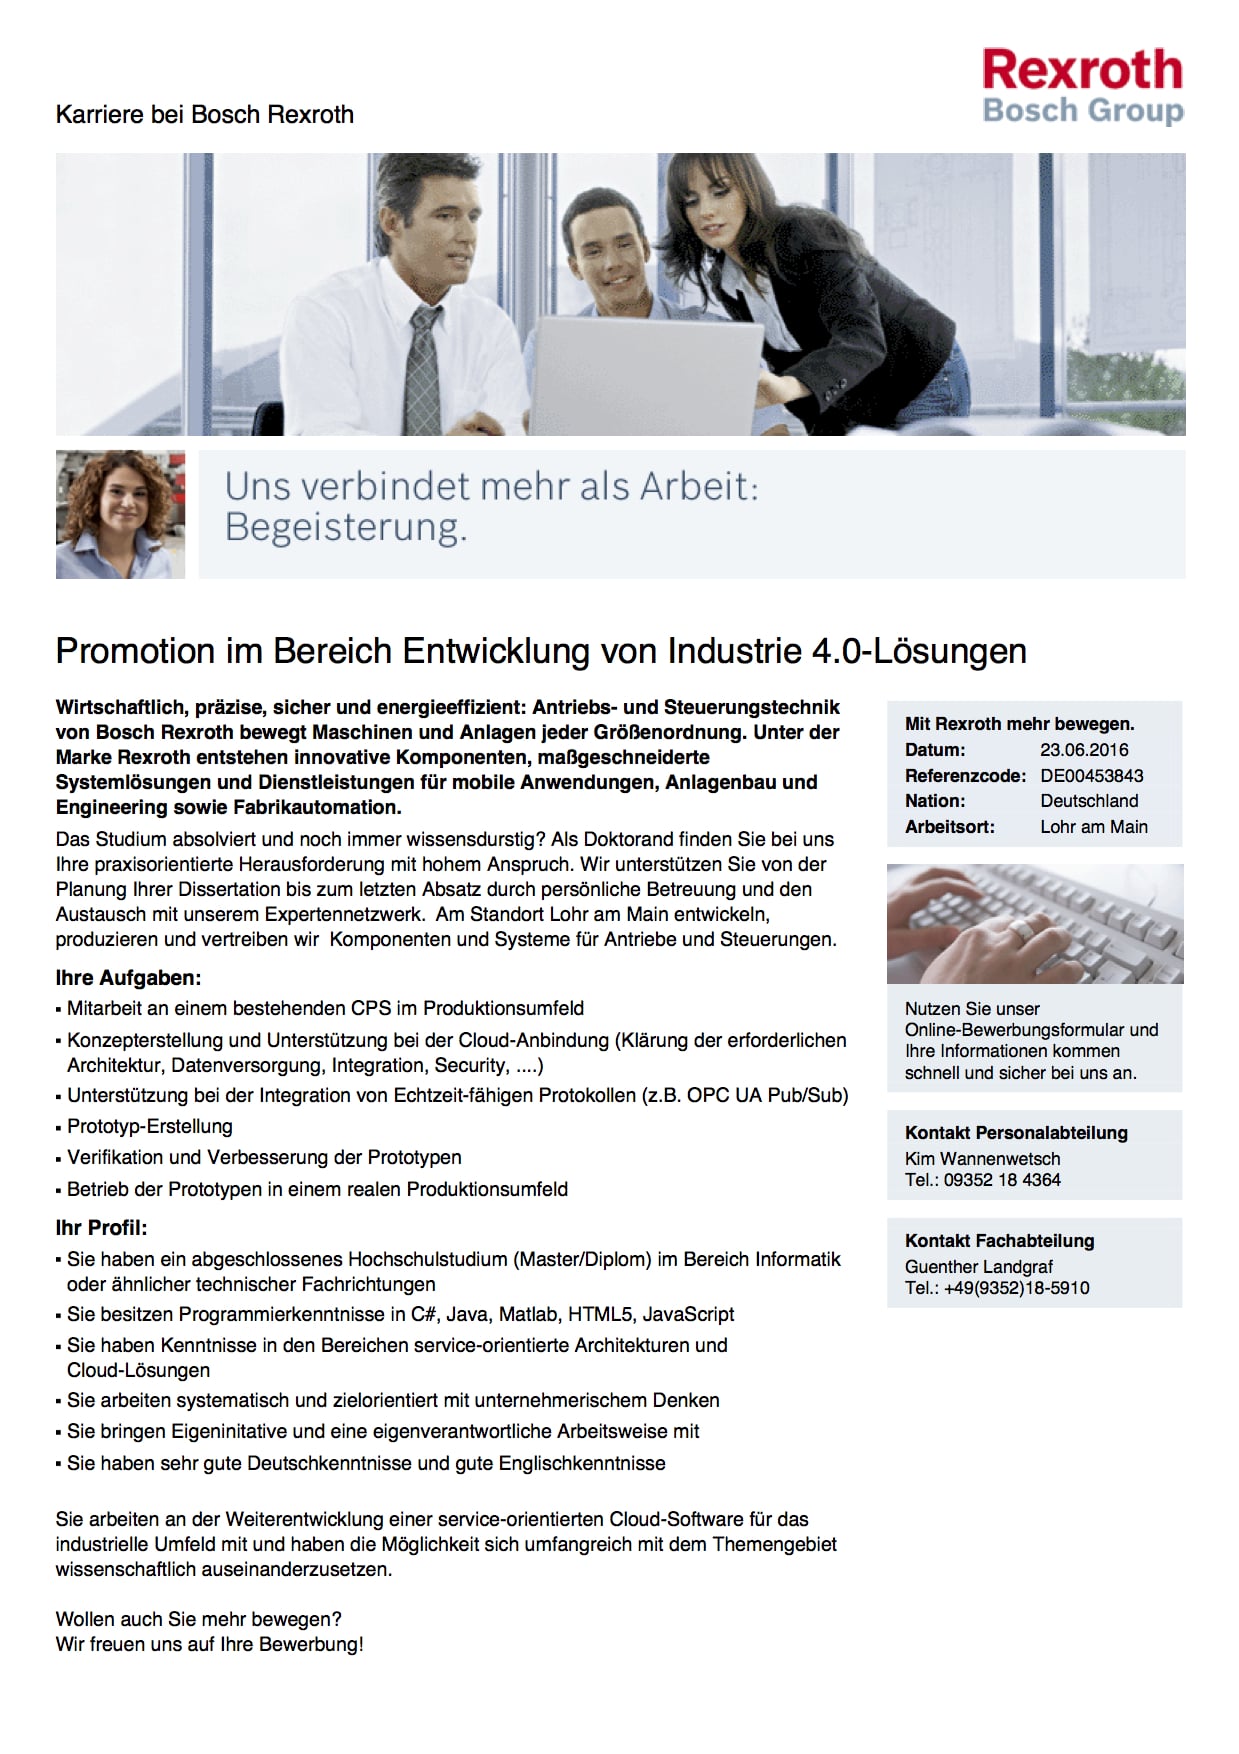 Rexroth
Bosch Group
Karriere bei Bosch Rexroth
Uns verbindet mehr als Arbeit:
Begeisterung.
Promotion im Bereich Entwicklung von Industrie 4.0-Lösungen
Wirtschaftlich, präzise, sicher und energieeffizient: Antriebs- und Steuerungstechnik
von Bosch Rexroth bewegt Maschinen und Anlagen jeder Größenordnung. Unter der
Marke Rexroth entstehen innovative Komponenten, maßgeschneiderte
Systemlösungen und Dienstleistungen für mobile Anwendungen, Anlagenbau und
Engineering sowie Fabrikautomation.
Das Studium absolviert und noch immer wissensdurstig? Als Doktorand finden Sie bei uns
Ihre praxisorientierte Herausforderung mit hohem Anspruch. Wir unterstützen Sie von der
Planung Ihrer Dissertation bis zum letzten Absatz durch persönliche Betreuung und den
Austausch mit unserem Expertennetzwerk.  Am Standort Lohr am Main entwickeln,
produzieren und vertreiben wir  Komponenten und Systeme für Antriebe und Steuerungen.
Ihre Aufgaben:
▪ Mitarbeit an einem bestehenden CPS im Produktionsumfeld
▪ Konzepterstellung und Unterstützung bei der Cloud-Anbindung (Klärung der erforderlichen
Architektur, Datenversorgung, Integration, Security, ....)
▪ Unterstützung bei der Integration von Echtzeit-fähigen Protokollen (z.B. OPC UA Pub/Sub)
▪ Prototyp-Erstellung
▪ Verifikation und Verbesserung der Prototypen
▪ Betrieb der Prototypen in einem realen Produktionsumfeld
Ihr Profil:
▪ Sie haben ein abgeschlossenes Hochschulstudium (Master/Diplom) im Bereich Informatik
oder ähnlicher technischer Fachrichtungen
▪ Sie besitzen Programmierkenntnisse in C#, Java, Matlab, HTML5, JavaScript
▪ Sie haben Kenntnisse in den Bereichen service-orientierte Architekturen und
Cloud-Lösungen
▪ Sie arbeiten systematisch und zielorientiert mit unternehmerischem Denken
▪ Sie bringen Eigeninitative und eine eigenverantwortliche Arbeitsweise mit
▪ Sie haben sehr gute Deutschkenntnisse und gute Englischkenntnisse
Sie arbeiten an der Weiterentwicklung einer service-orientierten Cloud-Software für das
industrielle Umfeld mit und haben die Möglichkeit sich umfangreich mit dem Themengebiet
wissenschaftlich auseinanderzusetzen.
Wollen auch Sie mehr bewegen?
Wir freuen uns auf Ihre Bewerbung!
Mit Rexroth mehr bewegen.
Datum: 23.06.2016
Referenzcode: DE00453843
Nation: Deutschland
Arbeitsort: Lohr am Main
Nutzen Sie unser
Online-Bewerbungsformular und
Ihre Informationen kommen
schnell und sicher bei uns an.
Kontakt Personalabteilung
Kim Wannenwetsch
Tel.: 09352 18 4364
Kontakt Fachabteilung
Guenther Landgraf
Tel.: +49(9352)18-5910